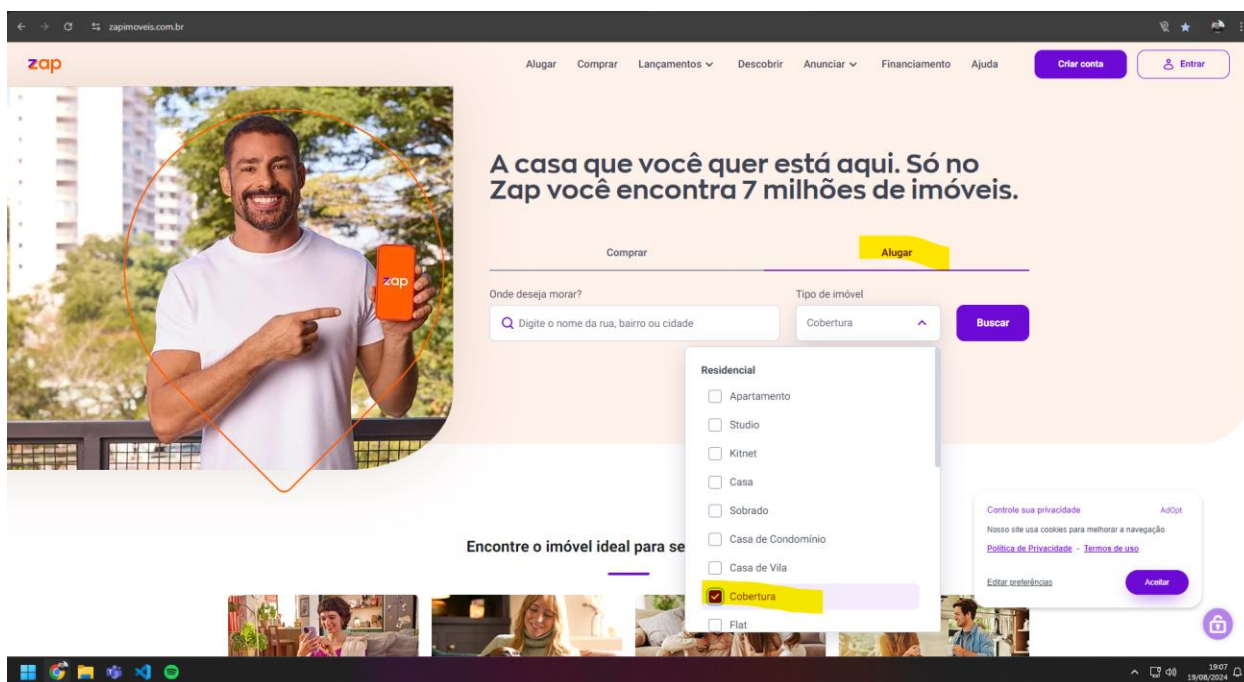 zapimoveis.com.br
zap
Alugar Comprar Lançamentos Descobrir Anunciar Financiamento Ajuda Criar conta Entrar
zap
A casa que você quer está aqui. Só no
Zap você encontra 7 milhões de imóveis.
Comprar Alugar
Onde deseja morar? Tipo de imóvel
Digite o nome da rua, bairro ou cidade Cobertura Buscar
Residencial
Apartamento
Studio
Kitnet
Casa
Sobrado
Casa de Condomínio
Casa de Vila
Cobertura
Flat
Encontre o imóvel ideal para se
Controle sua privacidade AdOpt
Nosso site usa cookies para melhorar a navegação.
Política de Privacidade - Termos de uso
Editar preferências Aceitar
19:07
19/08/2024